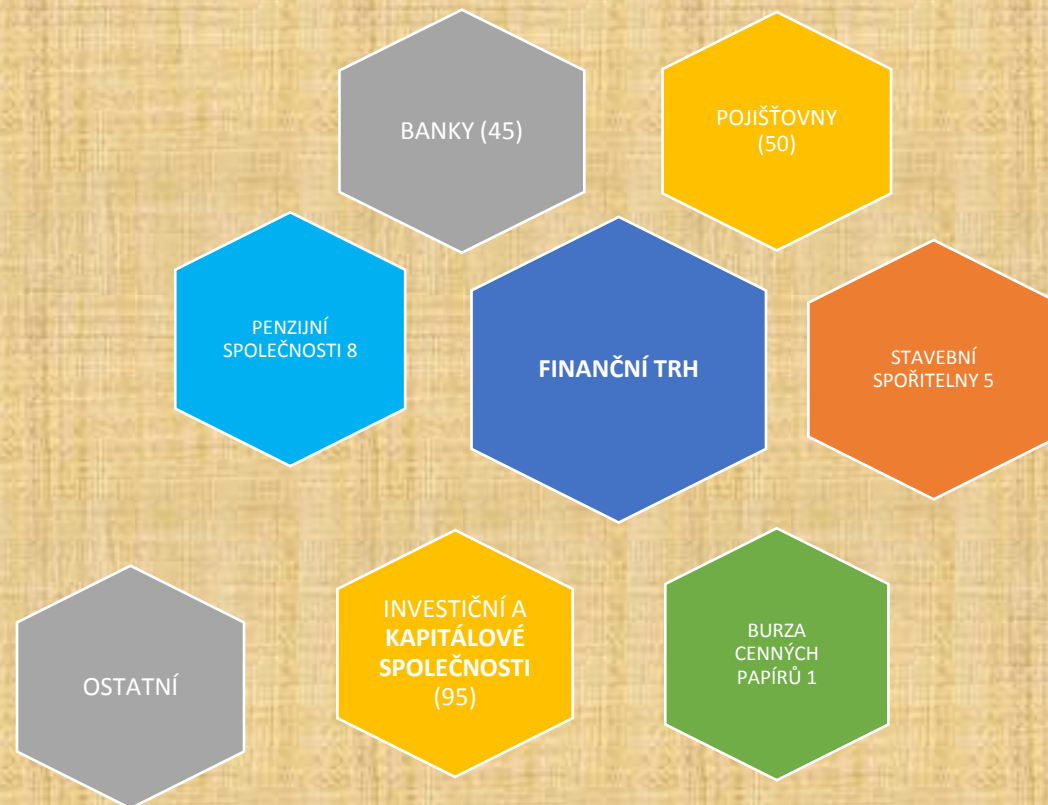 BANKY (45)
POJIŠŤOVNY
(50)
PENZIJNÍ
SPOLEČNOSTI 8
FINANČNÍ TRH
STAVEBNÍ
SPOŘITELNY 5
OSTATNÍ
INVESTIČNÍ A
KAPITÁLOVÉ
SPOLEČNOSTI
(95)
BURZA
CENNÝCH
PAPÍRŮ 1